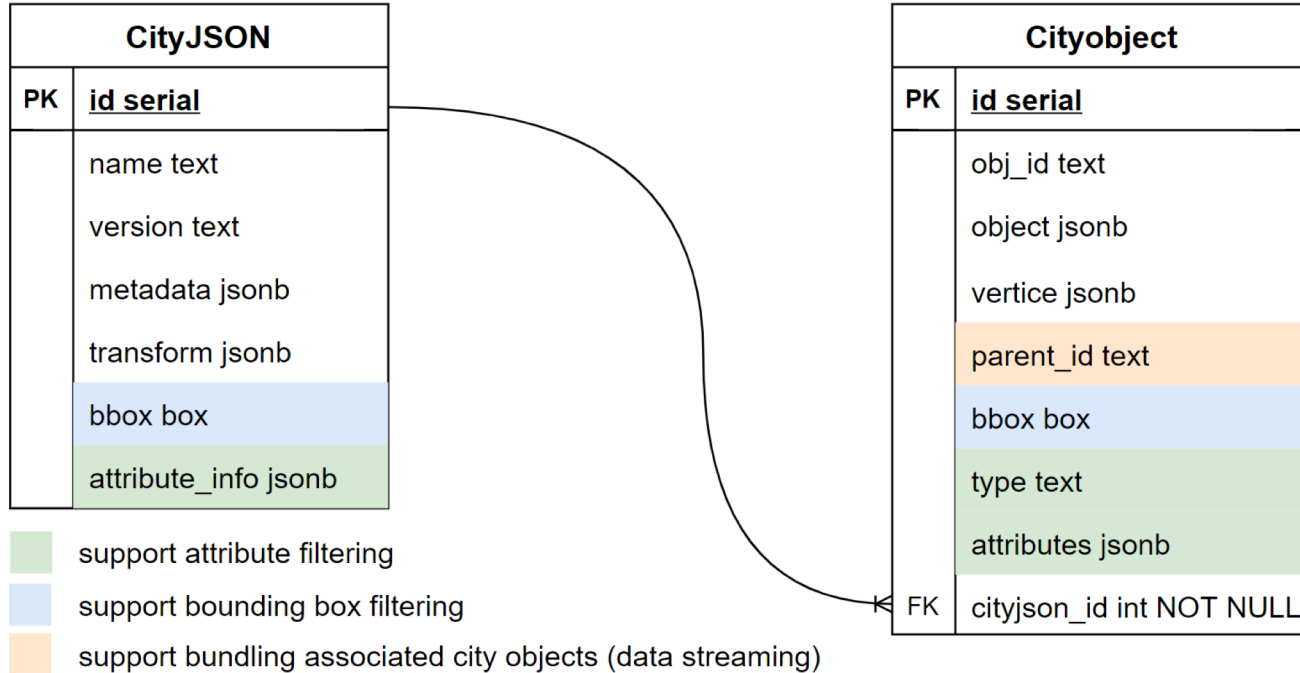 CityJSON
PK id serial
name text
version text
metadata jsonb
transform jsonb
bbox box
attribute_info jsonb
Cityobject
PK id serial
obj_id text
object jsonb
vertice jsonb
parent_id text
bbox box
type text
attributes jsonb
FK cityjson_id int NOT NULL
support attribute filtering
support bounding box filtering
support bundling associated city objects (data streaming)